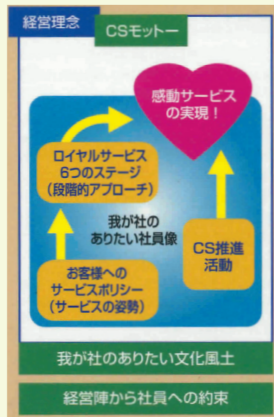 経営理念
CSモットー
感動サービス
の実現！
ロイヤルサービス
6つのステージ
（段階的アプローチ）
我が社の
ありたい社員像
CS推進
活動
お客様への
サービスポリシー
（サービスの姿勢）
我が社のありたい文化風土
経営陣から社員への約束